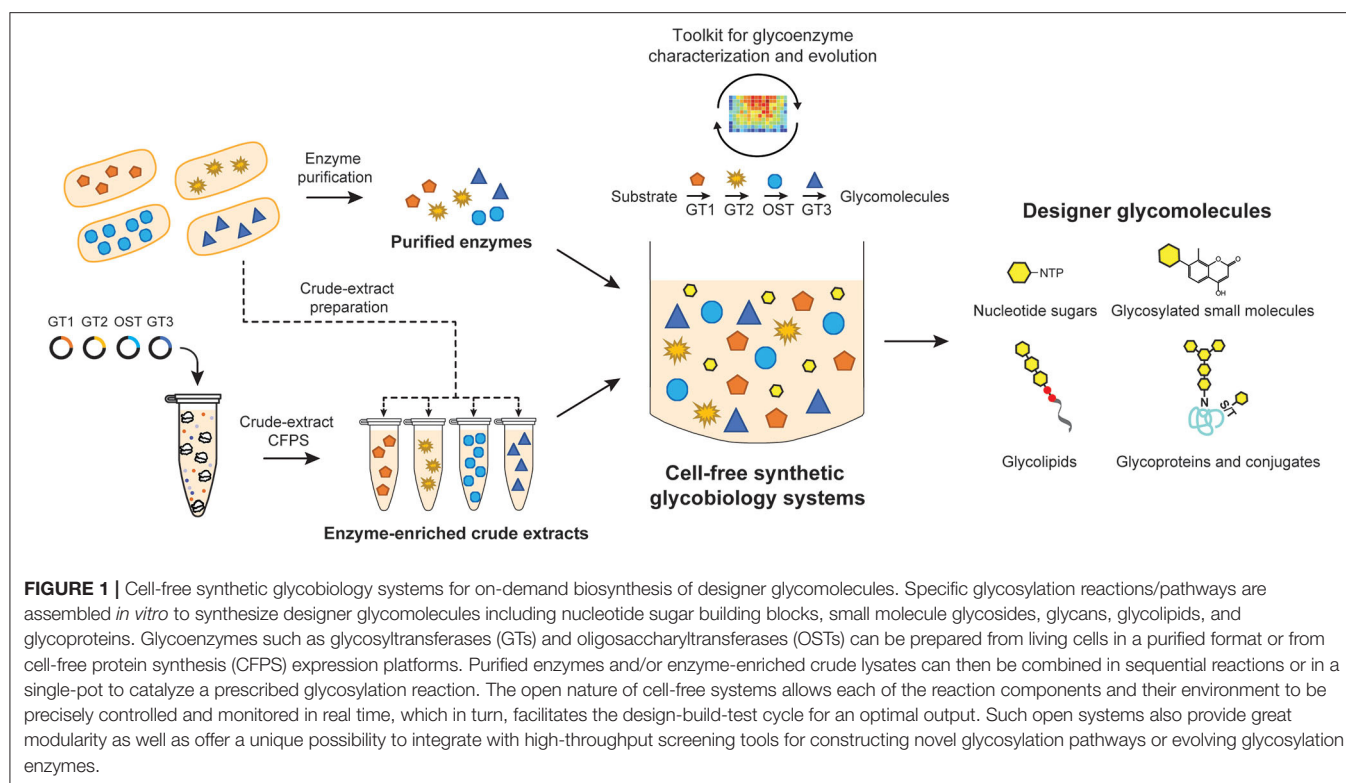 Toolkit for glycoenzyme
characterization and evolution
Enzyme
purification
Purified enzymes
Substrate
Glycomolecules
GT1 GT2 OST GT3
Crude-extract
preparation
GT1 GT2 OST GT3
Crude-extract
CFPS
Enzyme-enriched crude extracts
Cell-free synthetic
glycobiology systems
Designer glycomolecules
NTP
O
O
OH
Nucleotide sugars
Glycosylated small molecules
N
S/T
Glycolipids
Glycoproteins and conjugates
FIGURE 1 | Cell-free synthetic glycobiology systems for on-demand biosynthesis of designer glycomolecules. Specific glycosylation reactions/pathways are
assembled in vitro to synthesize designer glycomolecules including nucleotide sugar building blocks, small molecule glycosides, glycans, glycolipids, and
glycoproteins. Glycoenzymes such as glycosyltransferases (GTs) and oligosaccharyltransferases (OSTs) can be prepared from living cells in a purified format or from
cell-free protein synthesis (CFPS) expression platforms. Purified enzymes and/or enzyme-enriched crude lysates can then be combined in sequential reactions or in a
single-pot to catalyze a prescribed glycosylation reaction. The open nature of cell-free systems allows each of the reaction components and their environment to be
precisely controlled and monitored in real time, which in turn, facilitates the design-build-test cycle for an optimal output. Such open systems also provide great
modularity as well as offer a unique possibility to integrate with high-throughput screening tools for constructing novel glycosylation pathways or evolving glycosylation
enzymes.